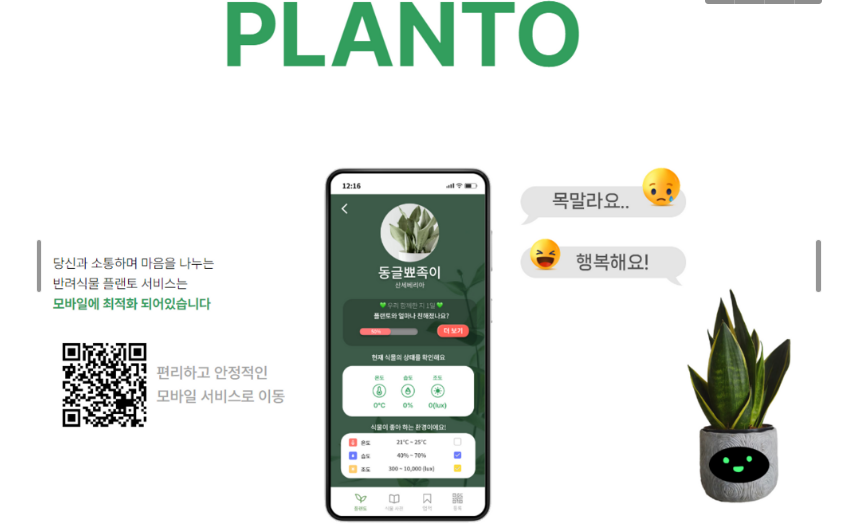 PLANTO
당신과 소통하며 마음을 나누는
반려식물 플랜토 서비스는
모바일에 최적화 되어있습니다
편리하고 안정적인
모바일 서비스로 이동
12:16
동글뾰족이
산세베리아
우리 함께한 지 1일
플랜토와 얼마나 친해졌나요?
더 보기
현재 식물의 상태를 확인해요
온도 습도 조도
0°C 0% 0(lux)
식물이 좋아 하는 환경이에요!
온도 21°C ~ 25°C
습도 40% ~ 70%
조도 300 ~ 10,000 (lux)
플랜토
목말라요..
행복해요!